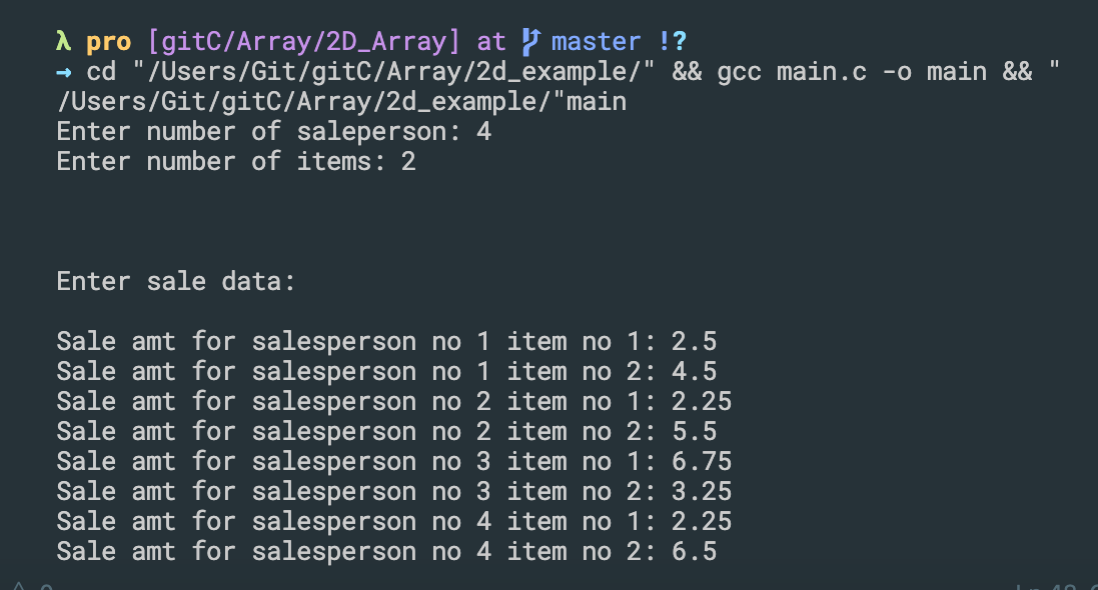 λ pro [gitC/Array/2D_Array] at master !?
→ cd "/Users/Git/gitC/Array/2d_example/" && gcc main.c -o main && "
/Users/Git/gitC/Array/2d_example/"main
Enter number of saleperson: 4
Enter number of items: 2
Enter sale data:
Sale amt for salesperson no 1 item no 1: 2.5
Sale amt for salesperson no 1 item no 2: 4.5
Sale amt for salesperson no 2 item no 1: 2.25
Sale amt for salesperson no 2 item no 2: 5.5
Sale amt for salesperson no 3 item no 1: 6.75
Sale amt for salesperson no 3 item no 2: 3.25
Sale amt for salesperson no 4 item no 1: 2.25
Sale amt for salesperson no 4 item no 2: 6.5